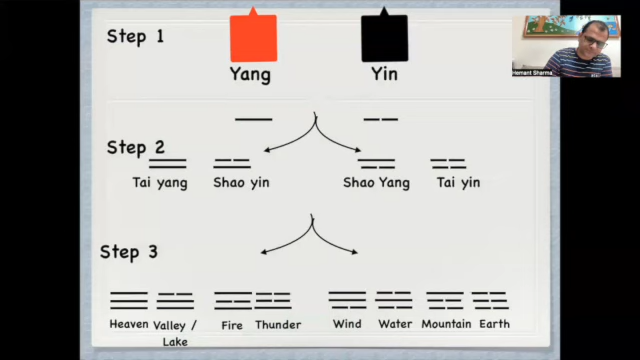 Step 1
Yang Yin
Hemant Sharma
Step 2
Tai yang Shao yin Shao Yang Tai yin
Step 3
Heaven Valley / Lake Fire Thunder Wind Water Mountain Earth